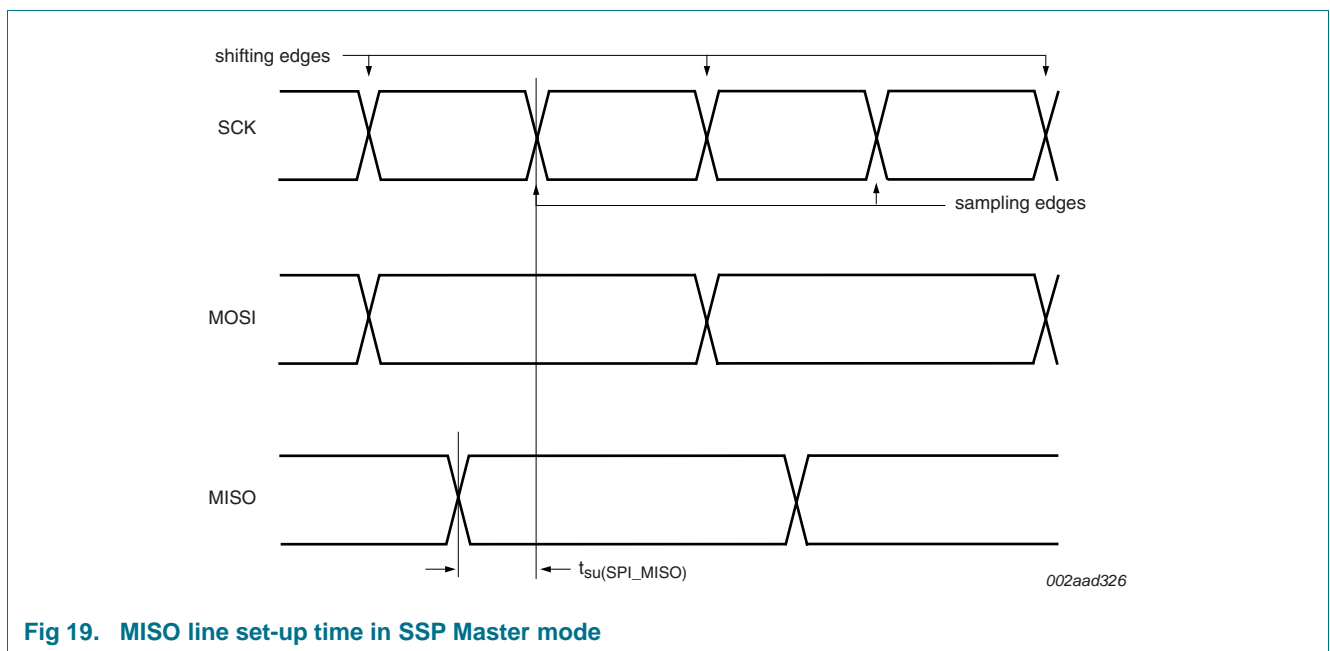 shifting edges
SCK
sampling edges
MOSI
MISO
tsu(SPI_MISO)
002aad326
Fig 19. MISO line set-up time in SSP Master mode